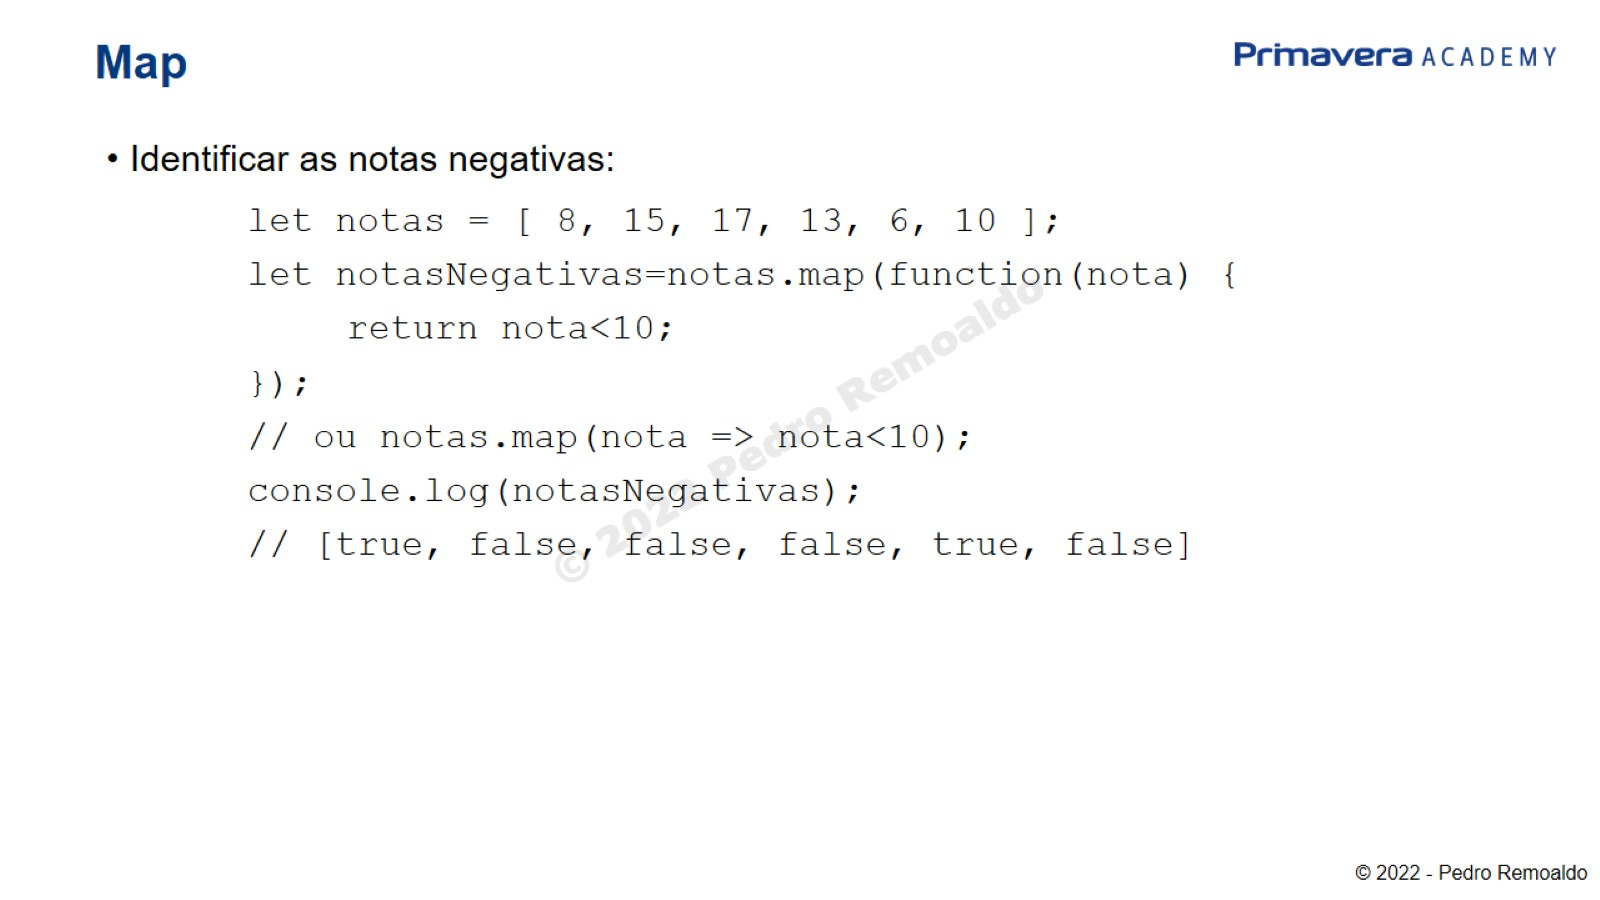 Map
Primavera ACADEMY
• Identificar as notas negativas:
let notas = [ 8, 15, 17, 13, 6, 10 ];
let notasNegativas=notas.map(function(nota) {
return nota<10;
});
// ou notas.map(nota => nota<10);
console.log(notasNegativas);
// [true, false, false, false, true, false]
© 2022 Pedro Remoaldo
© 2022 - Pedro Remoaldo